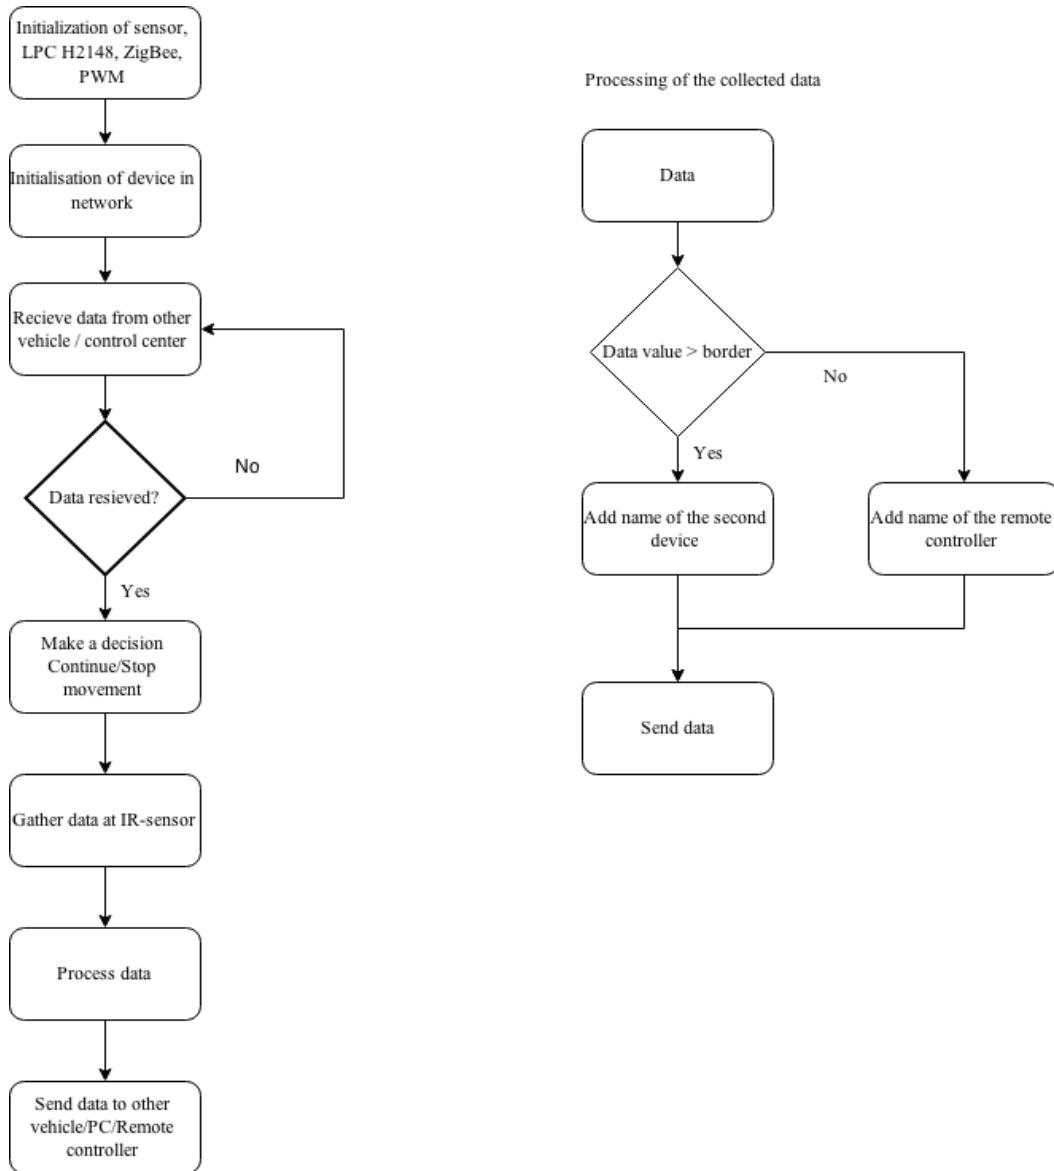 Initialization of sensor,
LPC H2148, ZigBee,
PWM
Initialisation of device in
network
Recieve data from other
vehicle / control center
Data resieved?
No
Yes
Make a decision
Continue/Stop
movement
Gather data at IR-sensor
Process data
Send data to other
vehicle/PC/Remote
controller
Processing of the collected data
Data
Data value > border
No
Yes
Add name of the second
device
Add name of the remote
controller
Send data